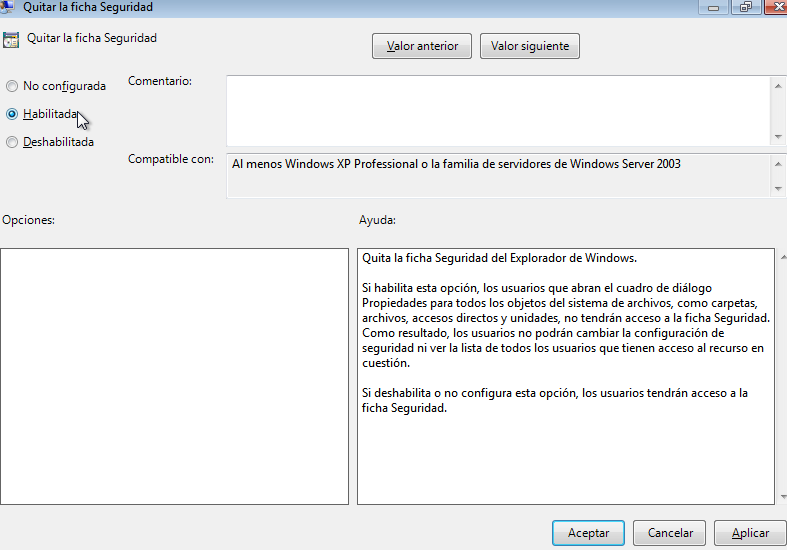 Quitar la ficha Seguridad
Quitar la ficha Seguridad
Valor anterior
Valor siguiente
No configurada
Habilitada
Deshabilitada
Comentario:
Compatible con:
Al menos Windows XP Professional o la familia de servidores de Windows Server 2003
Opciones:
Ayuda:
Quita la ficha Seguridad del Explorador de Windows.
Si habilita esta opción, los usuarios que abran el cuadro de diálogo
Propiedades para todos los objetos del sistema de archivos, como carpetas,
archivos, accesos directos y unidades, no tendrán acceso a la ficha Seguridad.
Como resultado, los usuarios no podrán cambiar la configuración de
seguridad ni ver la lista de todos los usuarios que tienen acceso al recurso en
cuestión.
Si deshabilita o no configura esta opción, los usuarios tendrán acceso a la
ficha Seguridad.
Aceptar
Cancelar
Aplicar